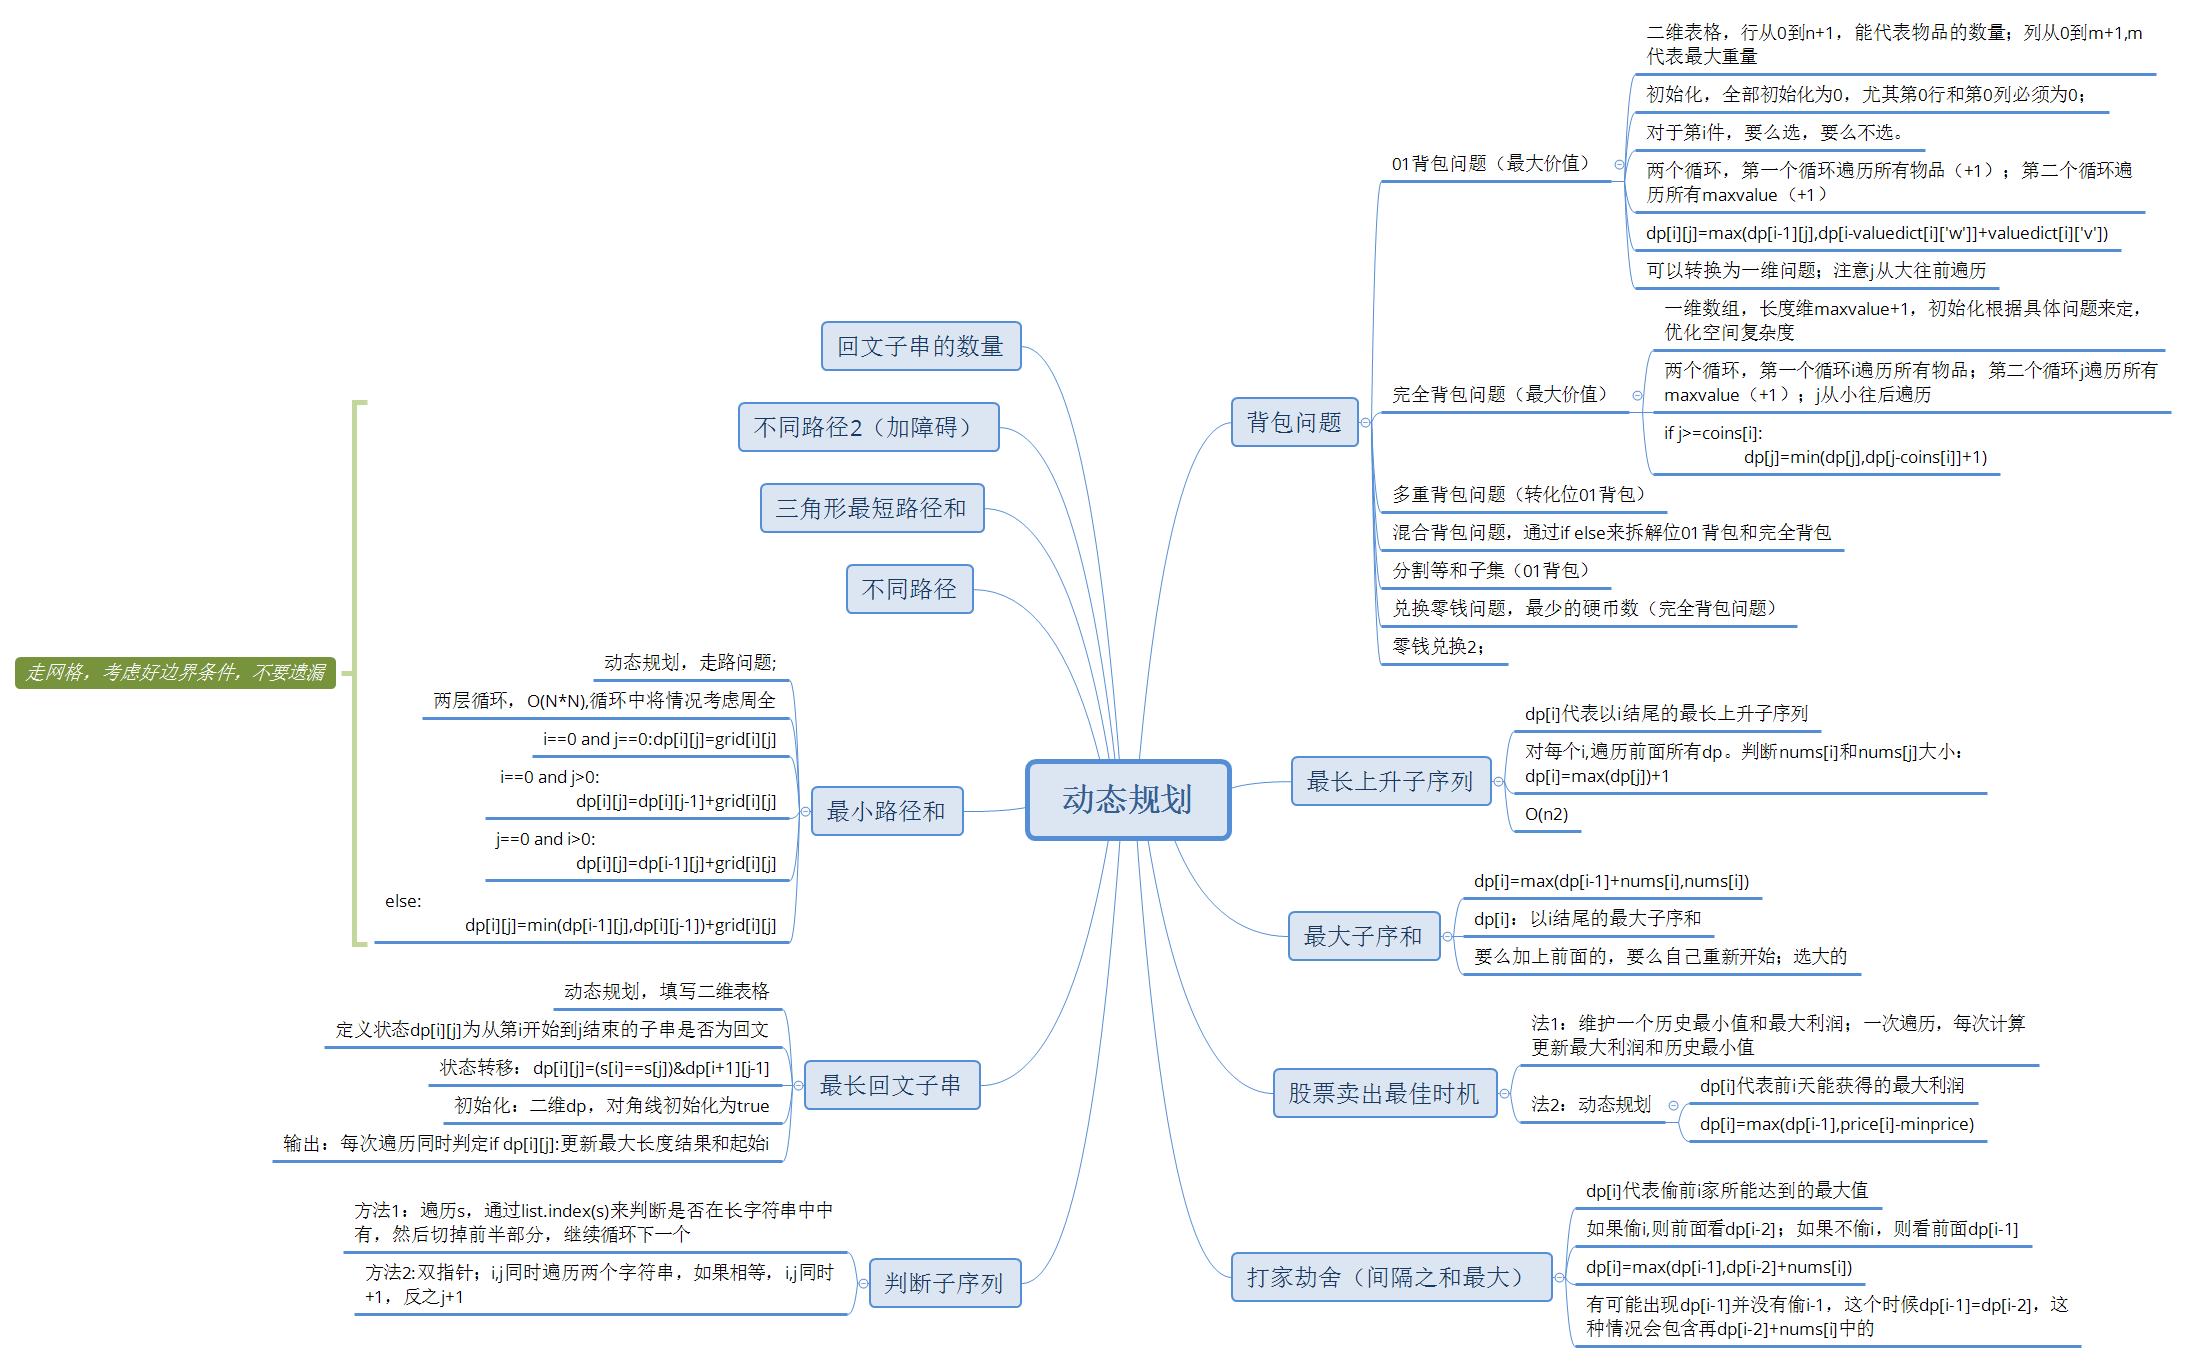 动态规划
背包问题
01背包问题（最大价值）
二维表格，行从0到n+1，能代表物品的数量；列从0到m+1,m
代表最大重量
初始化，全部初始化为0，尤其第0行和第0列必须为0；
对于第i件，要么选，要么不选。
两个循环，第一个循环遍历所有物品（+1）；第二个循环遍
历所有maxvalue（+1）
dp[i][j]=max(dp[i-1][j],dp[i-valuedict[i]['w']]+valuedict[i]['v'])
可以转换为一维问题；注意j从大往前遍历
完全背包问题（最大价值）
一维数组，长度维maxvalue+1，初始化根据具体问题来定，
优化空间复杂度
两个循环，第一个循环i遍历所有物品；第二个循环j遍历所有
maxvalue（+1）；j从小往后遍历
if j>=coins[i]:
dp[j]=min(dp[j],dp[j-coins[i]]+1)
多重背包问题（转化位01背包）
混合背包问题，通过if else来拆解位01背包和完全背包
分割等和子集（01背包）
兑换零钱问题，最少的硬币数（完全背包问题）
零钱兑换2；
最长上升子序列
dp[i]代表以i结尾的最长上升子序列
对每个i,遍历前面所有dp。判断nums[i]和nums[j]大小：
dp[i]=max(dp[j])+1
O(n2)
最大子序和
dp[i]=max(dp[i-1]+nums[i],nums[i])
dp[i]：以i结尾的最大子序和
要么加上前面的，要么自己重新开始；选大的
股票卖出最佳时机
法1：维护一个历史最小值和最大利润；一次遍历，每次计算
更新最大利润和历史最小值
法2：动态规划
dp[i]代表前i天能获得的最大利润
dp[i]=max(dp[i-1],price[i]-minprice)
打家劫舍（间隔之和最大）
dp[i]代表偷前i家所能达到的最大值
如果偷i,则前面看dp[i-2]；如果不偷i，则看前面dp[i-1]
dp[i]=max(dp[i-1],dp[i-2]+nums[i])
有可能出现dp[i-1]并没有偷i-1，这个时候dp[i-1]=dp[i-2]，这
种情况会包含再dp[i-2]+nums[i]中的
回文子串的数量
不同路径2（加障碍）
三角形最短路径和
不同路径
最小路径和
动态规划，走路问题;
两层循环，O(N*N),循环中将情况考虑周全
i==0 and j==0:dp[i][j]=grid[i][j]
i==0 and j>0:
dp[i][j]=dp[i][j-1]+grid[i][j]
j==0 and i>0:
dp[i][j]=dp[i-1][j]+grid[i][j]
else:
dp[i][j]=min(dp[i-1][j],dp[i][j-1])+grid[i][j]
走网格，考虑好边界条件，不要遗漏
最长回文子串
动态规划，填写二维表格
定义状态dp[i][j]为从第i开始到j结束的子串是否为回文
状态转移：dp[i][j]=(s[i]==s[j])&dp[i+1][j-1]
初始化：二维dp，对角线初始化为true
输出：每次遍历同时判定if dp[i][j]:更新最大长度结果和起始i
判断子序列
方法1：遍历s，通过list.index(s)来判断是否在长字符串中中
有，然后切掉前半部分，继续循环下一个
方法2:双指针；i,j同时遍历两个字符串，如果相等，i,j同时
+1，反之j+1